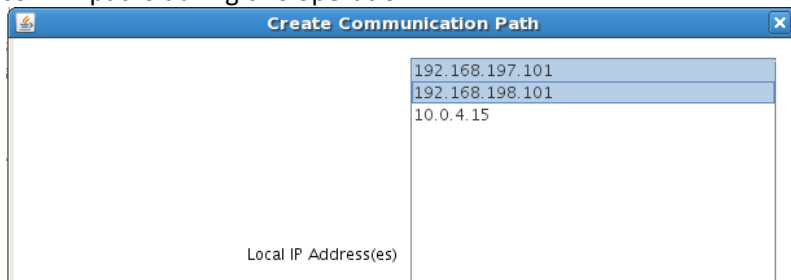 Create Communication Path
192.168.197.101
192.168.198.101
10.0.4.15
Local IP Address(es)